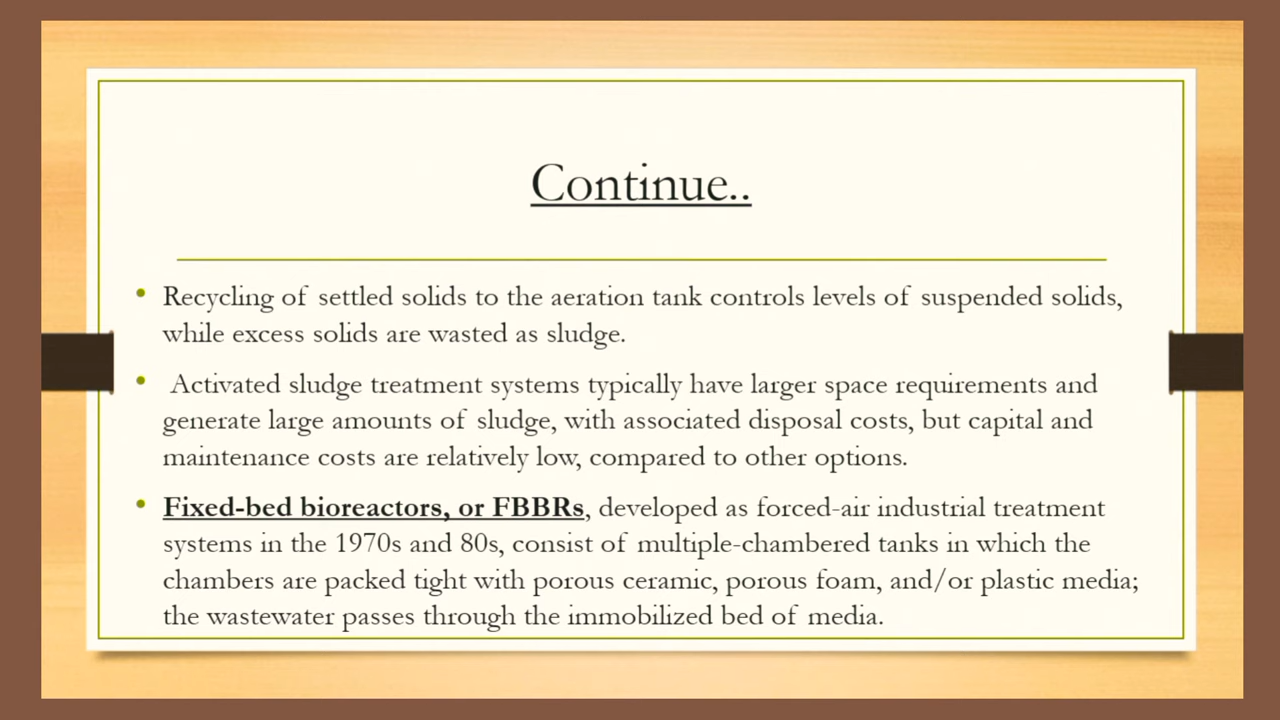 Continue..
• Recycling of settled solids to the aeration tank controls levels of suspended solids,
while excess solids are wasted as sludge.
• Activated sludge treatment systems typically have larger space requirements and
generate large amounts of sludge, with associated disposal costs, but capital and
maintenance costs are relatively low, compared to other options.
• Fixed-bed bioreactors, or FBBRs, developed as forced-air industrial treatment
systems in the 1970s and 80s, consist of multiple-chambered tanks in which the
chambers are packed tight with porous ceramic, porous foam, and/or plastic media;
the wastewater passes through the immobilized bed of media.